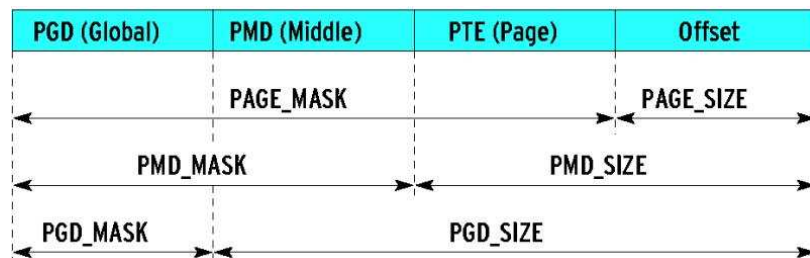 PGD (Global) PMD (Middle) PTE (Page) Offset
PAGE_MASK PAGE_SIZE
PMD_MASK PMD_SIZE
PGD_MASK PGD_SIZE